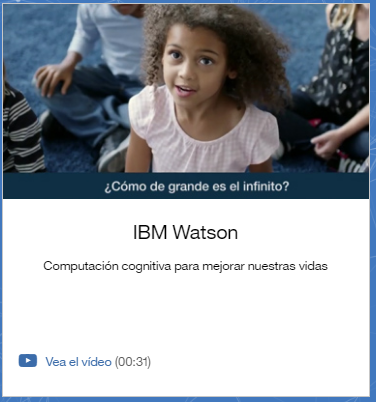 ¿Cómo de grande es el infinito?
IBM Watson
Computación cognitiva para mejorar nuestras vidas
Vea el vídeo (00:31)